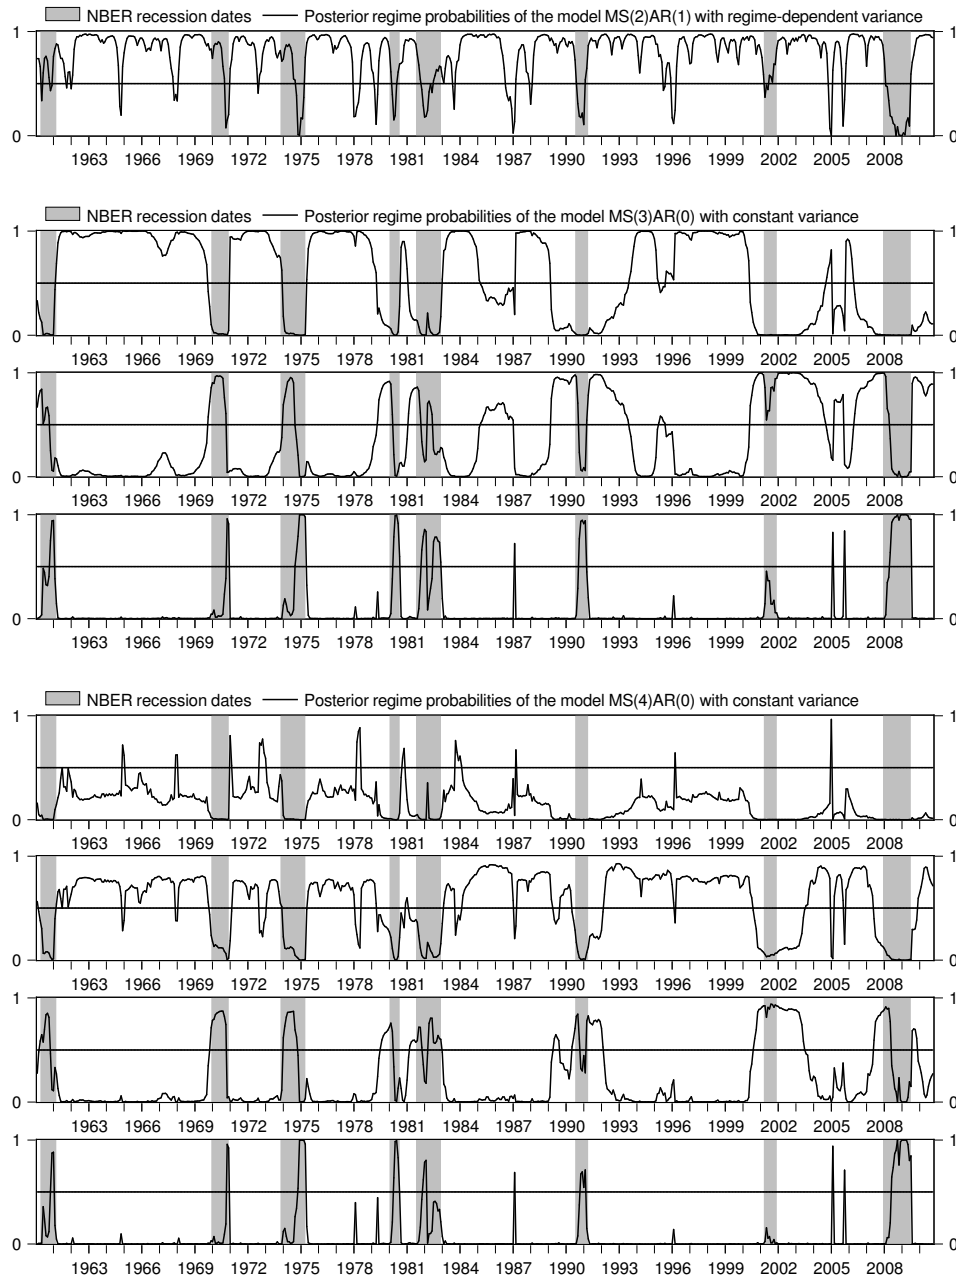 NBER recession dates Posterior regime probabilities of the model MS(2)AR(1) with regime-dependent variance
1 1
0 0
1963 1966 1969 1972 1975 1978 1981 1984 1987 1990 1993 1996 1999 2002 2005 2008
NBER recession dates Posterior regime probabilities of the model MS(3)AR(0) with constant variance
1 1
0 0
1963 1966 1969 1972 1975 1978 1981 1984 1987 1990 1993 1996 1999 2002 2005 2008
1 1
0 0
1963 1966 1969 1972 1975 1978 1981 1984 1987 1990 1993 1996 1999 2002 2005 2008
1 1
0 0
1963 1966 1969 1972 1975 1978 1981 1984 1987 1990 1993 1996 1999 2002 2005 2008
NBER recession dates Posterior regime probabilities of the model MS(4)AR(0) with constant variance
1 1
0 0
1963 1966 1969 1972 1975 1978 1981 1984 1987 1990 1993 1996 1999 2002 2005 2008
1 1
0 0
1963 1966 1969 1972 1975 1978 1981 1984 1987 1990 1993 1996 1999 2002 2005 2008
1 1
0 0
1963 1966 1969 1972 1975 1978 1981 1984 1987 1990 1993 1996 1999 2002 2005 2008
1 1
0 0
1963 1966 1969 1972 1975 1978 1981 1984 1987 1990 1993 1996 1999 2002 2005 2008